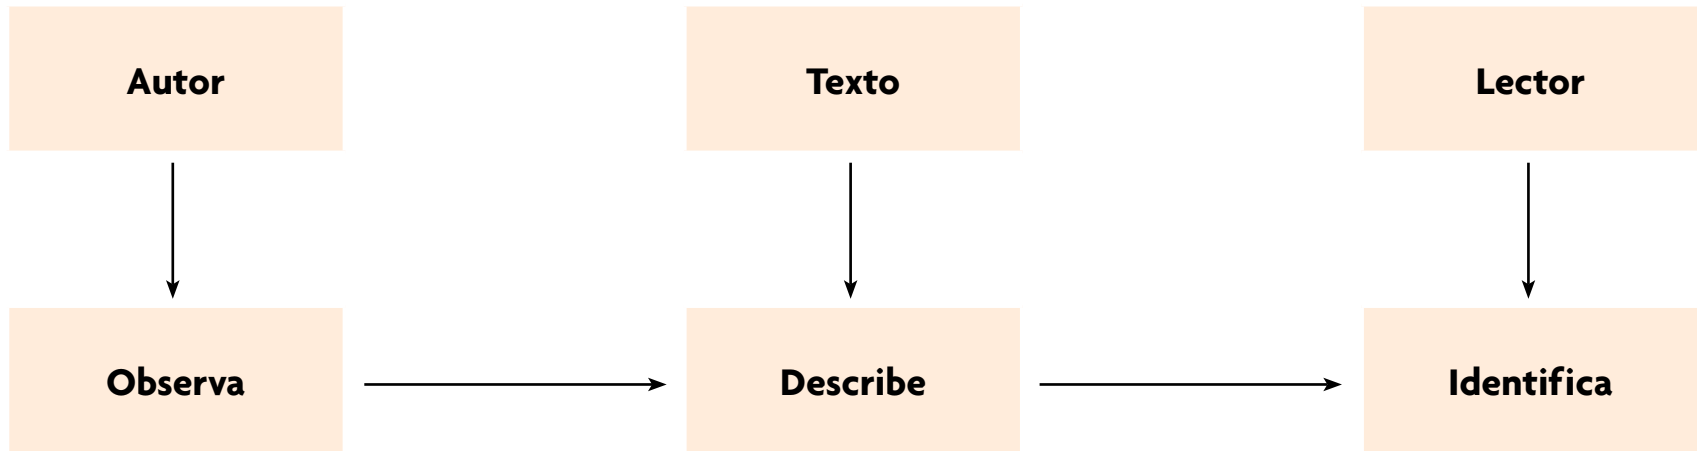 Autor
Texto
Lector
Observa
Describe
Identifica